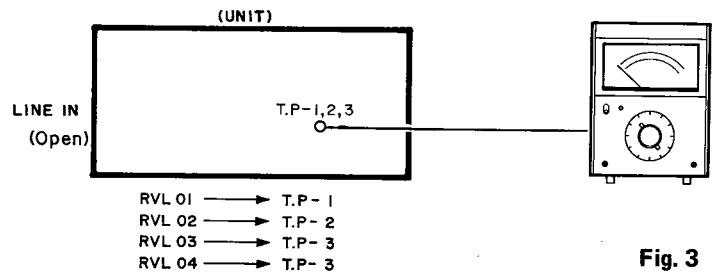 (UNIT)
LINE IN
(Open)
T.P-1,2,3
RVL 01 → T.P- 1
RVL 02 → T.P- 2
RVL 03 → T.P- 3
RVL 04 → T.P- 3
Fig. 3